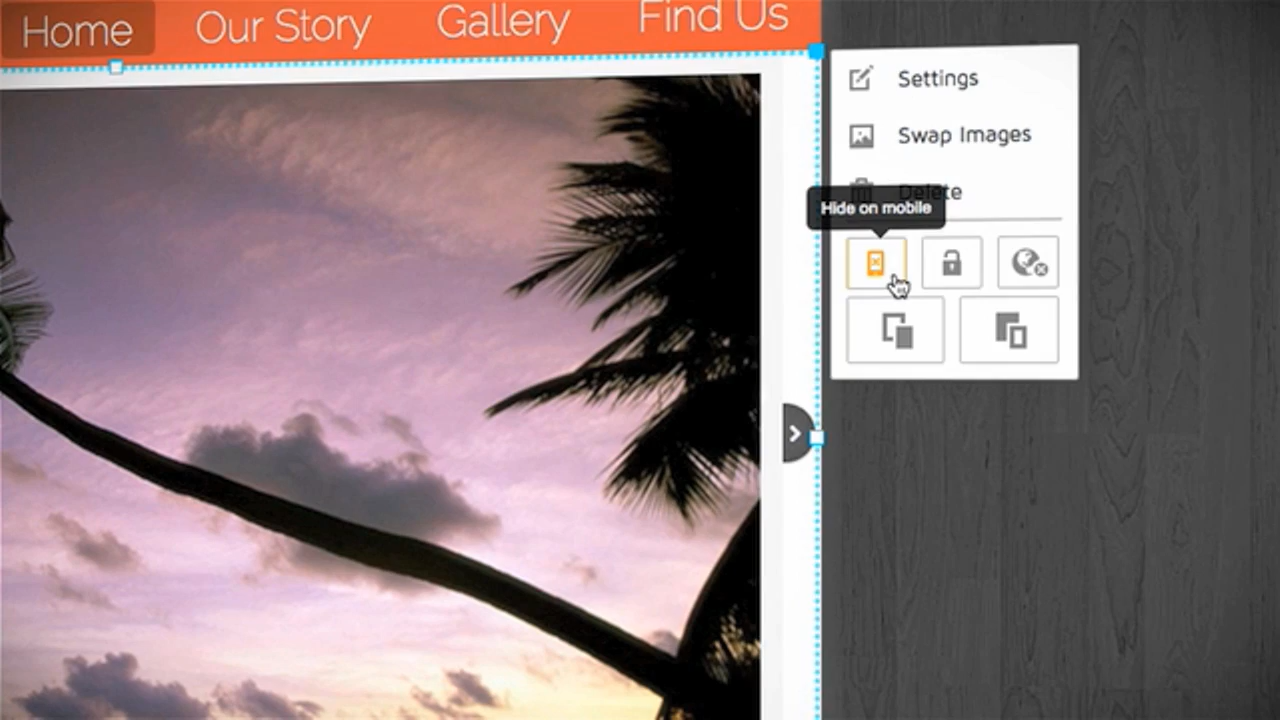 Home Our Story Gallery Find Us
Settings
Swap Images
Delete
Hide on mobile